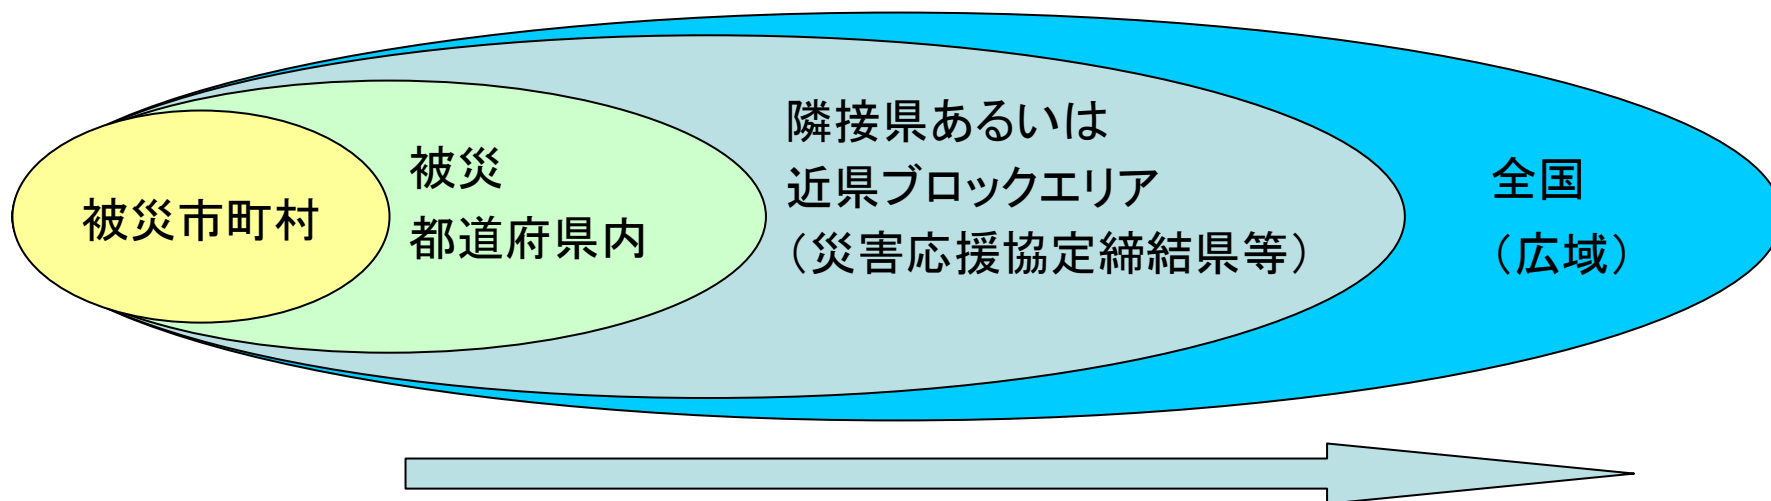 被災市町村
被災
都道府県内
隣接県あるいは
近県ブロックエリア
（災害応援協定締結県等）
全国
（広域）